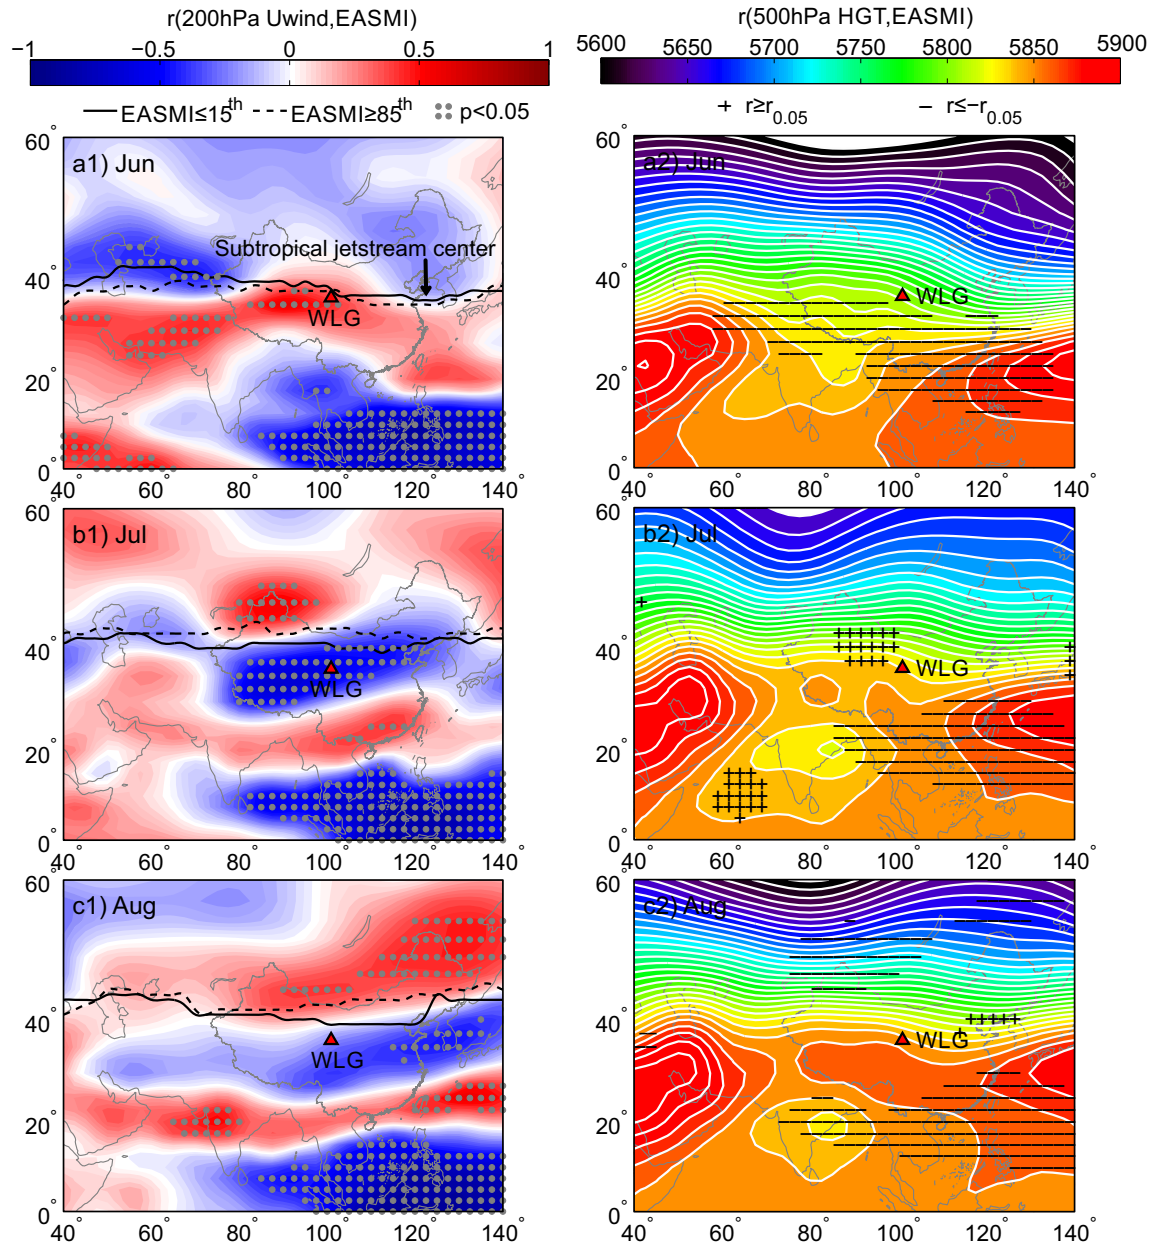 r(200hPa Uwind,EASMI)
−1 −0.5 0 0.5 1
EASMI≤15th EASMI≥85th p<0.05
r(500hPa HGT,EASMI)
5600 5650 5700 5750 5800 5850 5900
+ r≥r0.05 − r≤−r0.05
a1) Jun
Subtropical jetstream center
WLG
60°
40°
20°
0°
40° 60° 80° 100° 120° 140°
a2) Jun
WLG
60°
40°
20°
0°
40° 60° 80° 100° 120° 140°
b1) Jul
WLG
60°
40°
20°
0°
40° 60° 80° 100° 120° 140°
b2) Jul
WLG
60°
40°
20°
0°
40° 60° 80° 100° 120° 140°
c1) Aug
WLG
60°
40°
20°
0°
40° 60° 80° 100° 120° 140°
c2) Aug
WLG
60°
40°
20°
0°
40° 60° 80° 100° 120° 140°